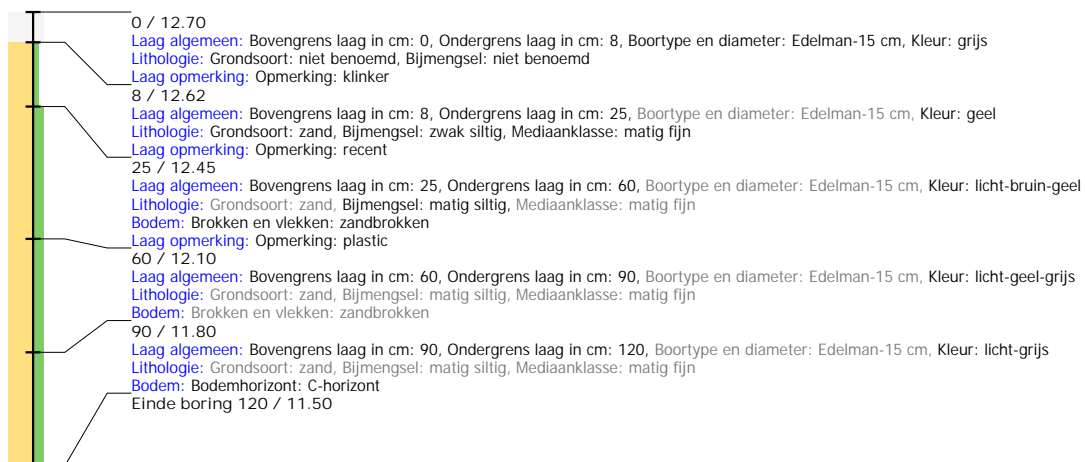 0 / 12.70
Laag algemeen: Bovengrens laag in cm: 0, Ondergrens laag in cm: 8, Boortype en diameter: Edelman-15 cm, Kleur: grijs
Lithologie: Grondsoort: niet benoemd, Bijmengsel: niet benoemd
Laag opmerking: Opmerking: klinker
8 / 12.62
Laag algemeen: Bovengrens laag in cm: 8, Ondergrens laag in cm: 25, Boortype en diameter: Edelman-15 cm, Kleur: geel
Lithologie: Grondsoort: zand, Bijmengsel: zwak siltig, Mediaanklasse: matig fijn
Laag opmerking: Opmerking: recent
25 / 12.45
Laag algemeen: Bovengrens laag in cm: 25, Ondergrens laag in cm: 60, Boortype en diameter: Edelman-15 cm, Kleur: licht-bruin-geel
Lithologie: Grondsoort: zand, Bijmengsel: matig siltig, Mediaanklasse: matig fijn
Bodem: Brokken en vlekken: zandbrokken
Laag opmerking: Opmerking: plastic
60 / 12.10
Laag algemeen: Bovengrens laag in cm: 60, Ondergrens laag in cm: 90, Boortype en diameter: Edelman-15 cm, Kleur: licht-geel-grijs
Lithologie: Grondsoort: zand, Bijmengsel: matig siltig, Mediaanklasse: matig fijn
Bodem: Brokken en vlekken: zandbrokken
90 / 11.80
Laag algemeen: Bovengrens laag in cm: 90, Ondergrens laag in cm: 120, Boortype en diameter: Edelman-15 cm, Kleur: licht-grijs
Lithologie: Grondsoort: zand, Bijmengsel: matig siltig, Mediaanklasse: matig fijn
Bodem: Bodemhorizont: C-horizont
Einde boring 120 / 11.50